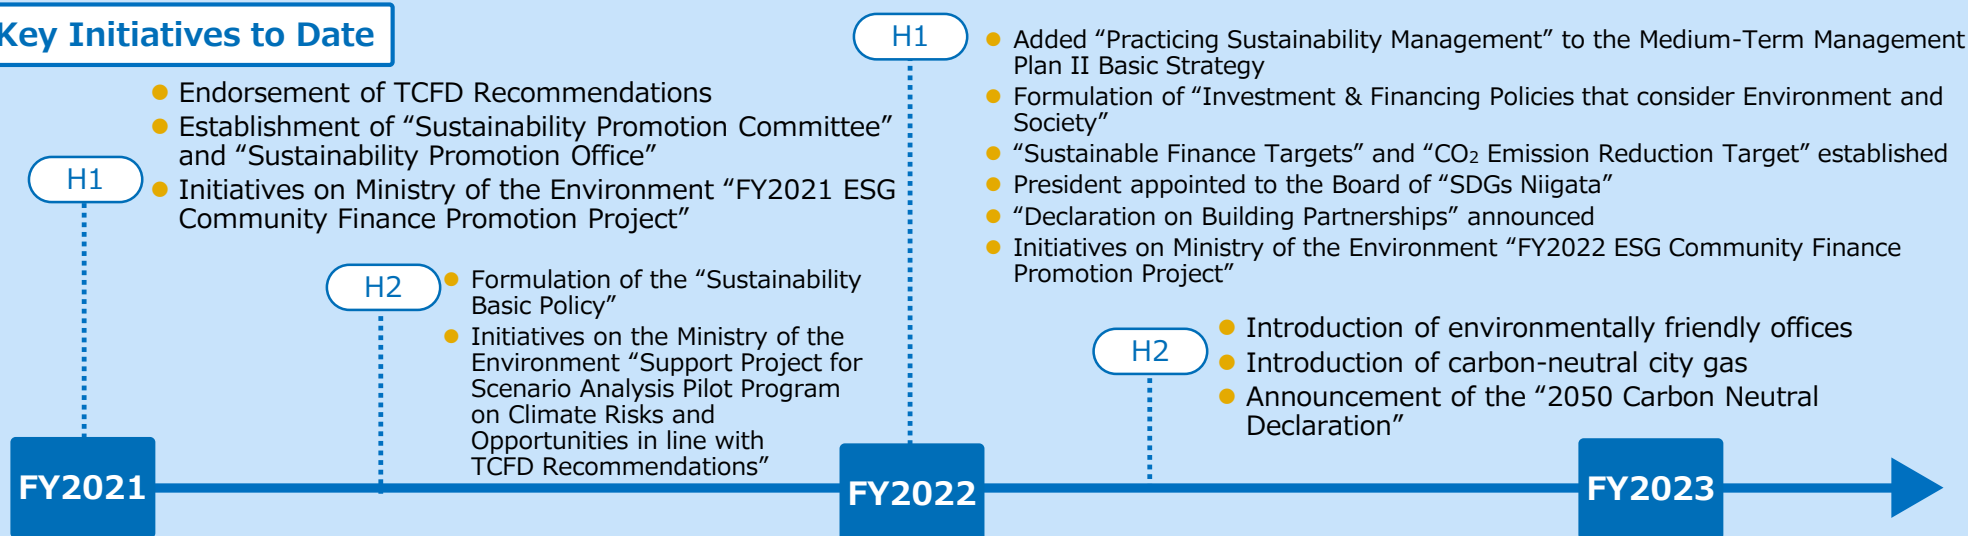 Key Initiatives to Date
H1
Endorsement of TCFD Recommendations
Establishment of “Sustainability Promotion Committee”
and “Sustainability Promotion Office”
Initiatives on Ministry of the Environment “FY2021 ESG
Community Finance Promotion Project”
H2
Formulation of the “Sustainability
Basic Policy”
Initiatives on the Ministry of the
Environment “Support Project for
Scenario Analysis Pilot Program
on Climate Risks and
Opportunities in line with
TCFD Recommendations”
H1
Added “Practicing Sustainability Management” to the Medium-Term Management
Plan II Basic Strategy
Formulation of “Investment & Financing Policies that consider Environment and
Society”
“Sustainable Finance Targets” and “CO₂ Emission Reduction Target” established
President appointed to the Board of “SDGs Niigata”
“Declaration on Building Partnerships” announced
Initiatives on Ministry of the Environment “FY2022 ESG Community Finance
Promotion Project”
H2
Introduction of environmentally friendly offices
Introduction of carbon-neutral city gas
Announcement of the “2050 Carbon Neutral
Declaration”
FY2021
FY2022
FY2023